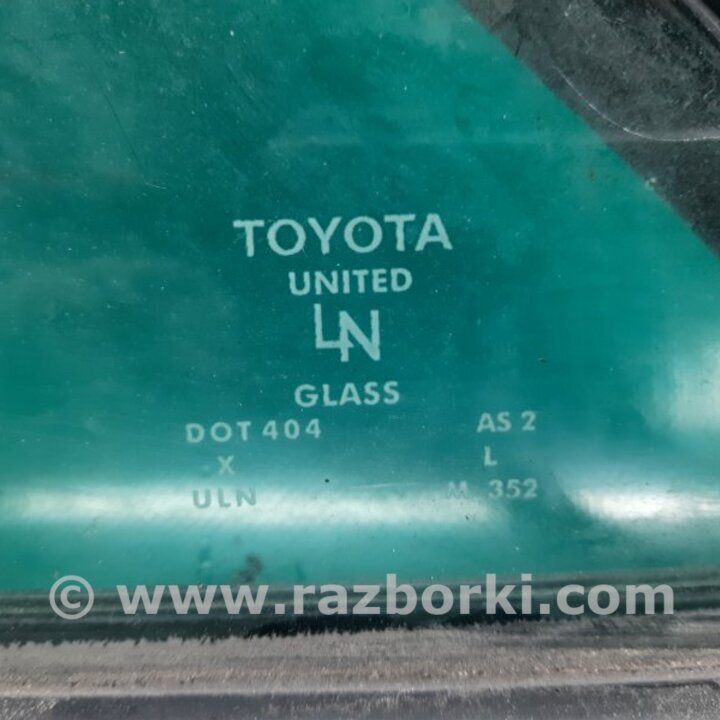 TOYOTA
UNITED
LN
GLASS
DOT 404 AS 2
X L
ULN M 352
© www.razborki.com